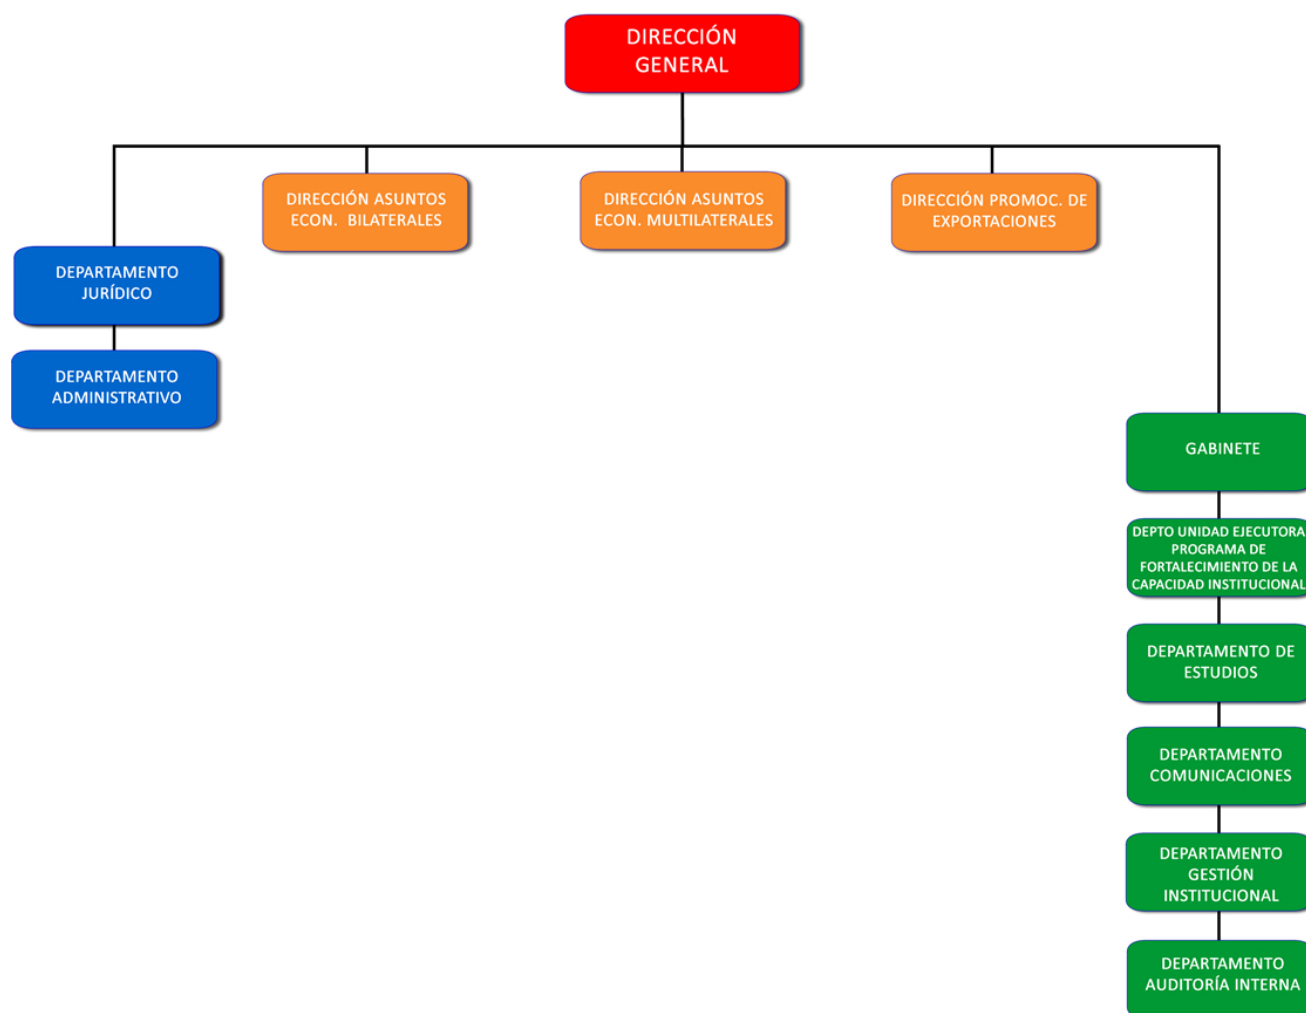 DIRECCIÓN
GENERAL
DIRECCIÓN ASUNTOS
ECON. BILATERALES
DIRECCIÓN ASUNTOS
ECON. MULTILATERALES
DIRECCIÓN PROMOC. DE
EXPORTACIONES
DEPARTAMENTO
JURÍDICO
DEPARTAMENTO
ADMINISTRATIVO
GABINETE
DEPTO UNIDAD EJECUTORA
PROGRAMA DE
FORTALECIMIENTO DE LA
CAPACIDAD INSTITUCIONAL
DEPARTAMENTO DE
ESTUDIOS
DEPARTAMENTO
COMUNICACIONES
DEPARTAMENTO
GESTIÓN
INSTITUCIONAL
DEPARTAMENTO
AUDITORÍA INTERNA